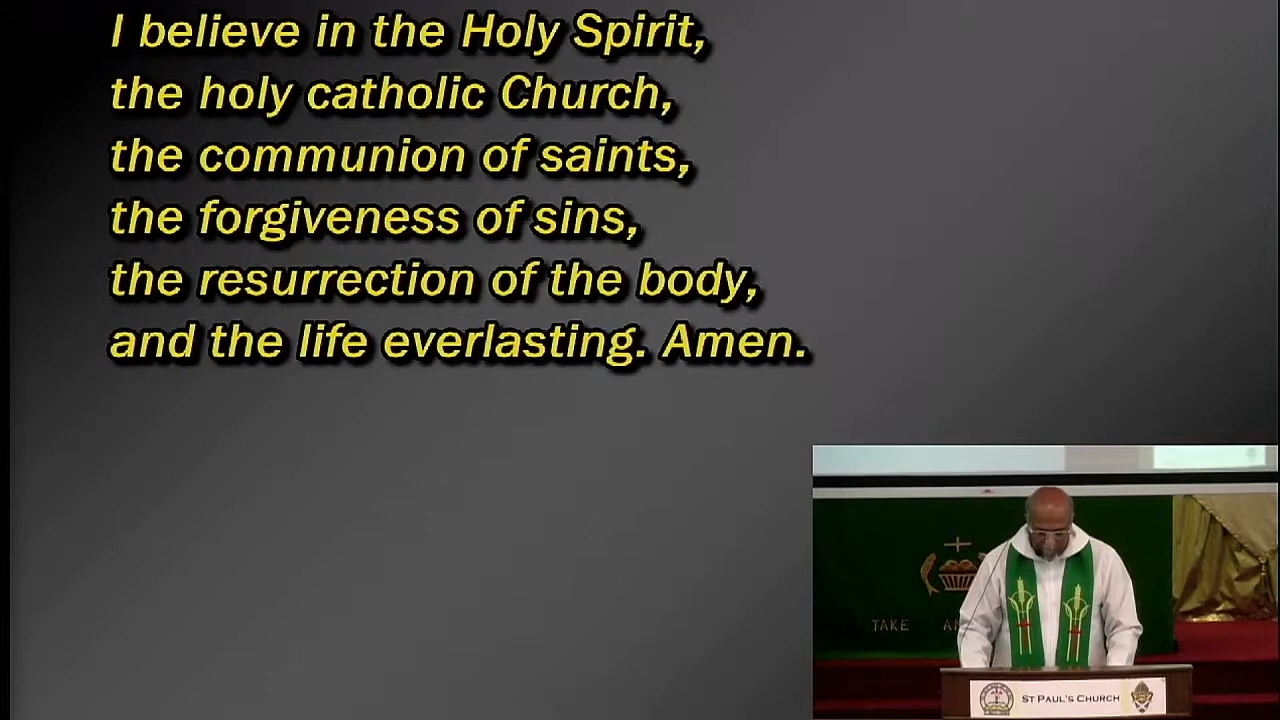 I believe in the Holy Spirit,
the holy catholic Church,
the communion of saints,
the forgiveness of sins,
the resurrection of the body,
and the life everlasting. Amen.
TAKE
ST PAUL'S CHURCH